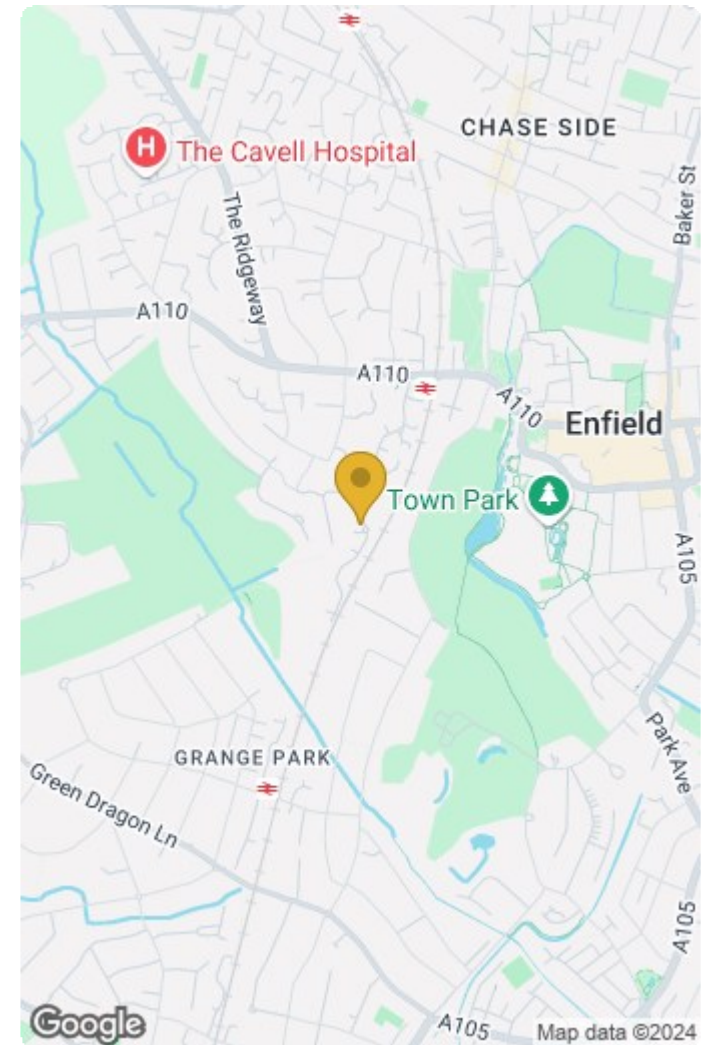 CHASE SIDE
H
The Cavell Hospital
Baker St
The Ridgeway
A110
A110
A110
Enfield
Town Park
A105
GRANGE PARK
Park Ave
Green Dragon Ln
A105
A105
Google
Map data ©2024